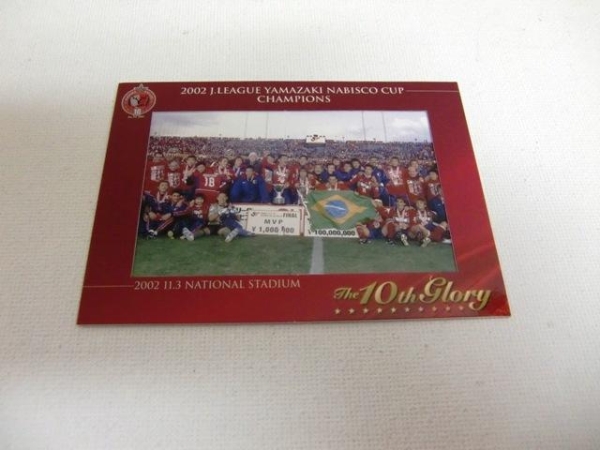 2002 J.LEAGUE YAMAZAKI NABISCO CUP
CHAMPIONS
18
FINAL
MVP
¥1,000,000
¥100,000,000
2002 11.3 NATIONAL STADIUM
The 10th Glory